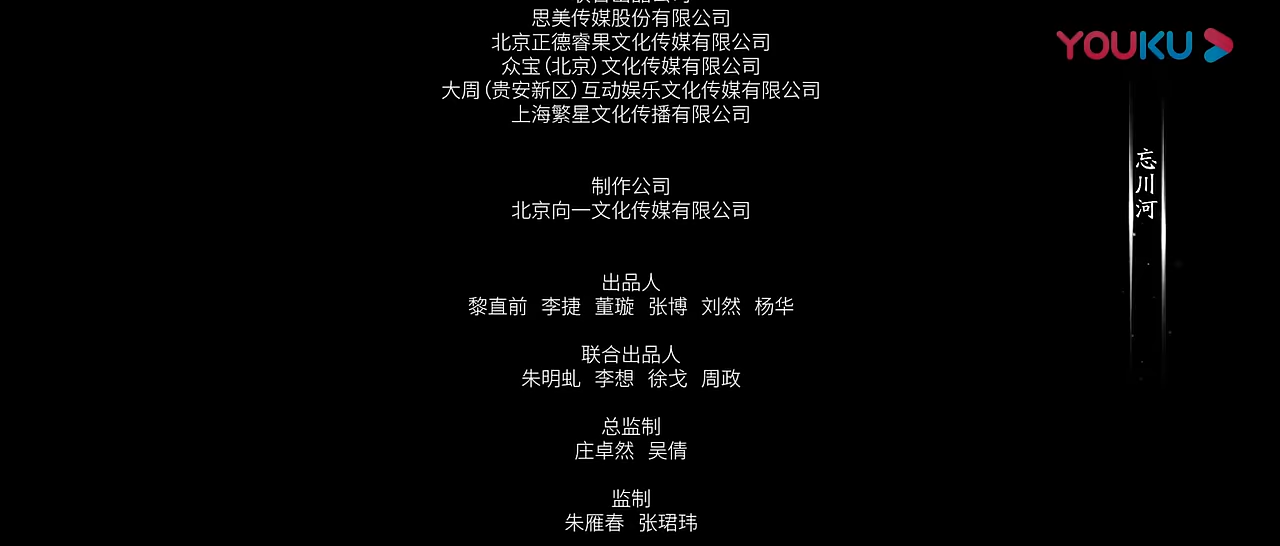 联合出品公司
思美传媒股份有限公司
北京正德睿果文化传媒有限公司
众宝(北京)文化传媒有限公司
大周(贵安新区)互动娱乐文化传媒有限公司
上海繁星文化传播有限公司
制作公司
北京向一文化传媒有限公司
出品人
黎直前 李捷 董璇 张博 刘然 杨华
联合出品人
朱明虬 李想 徐戈 周政
总监制
庄卓然 吴倩
监制
朱雁春 张珺玮
YOUKU
忘川河